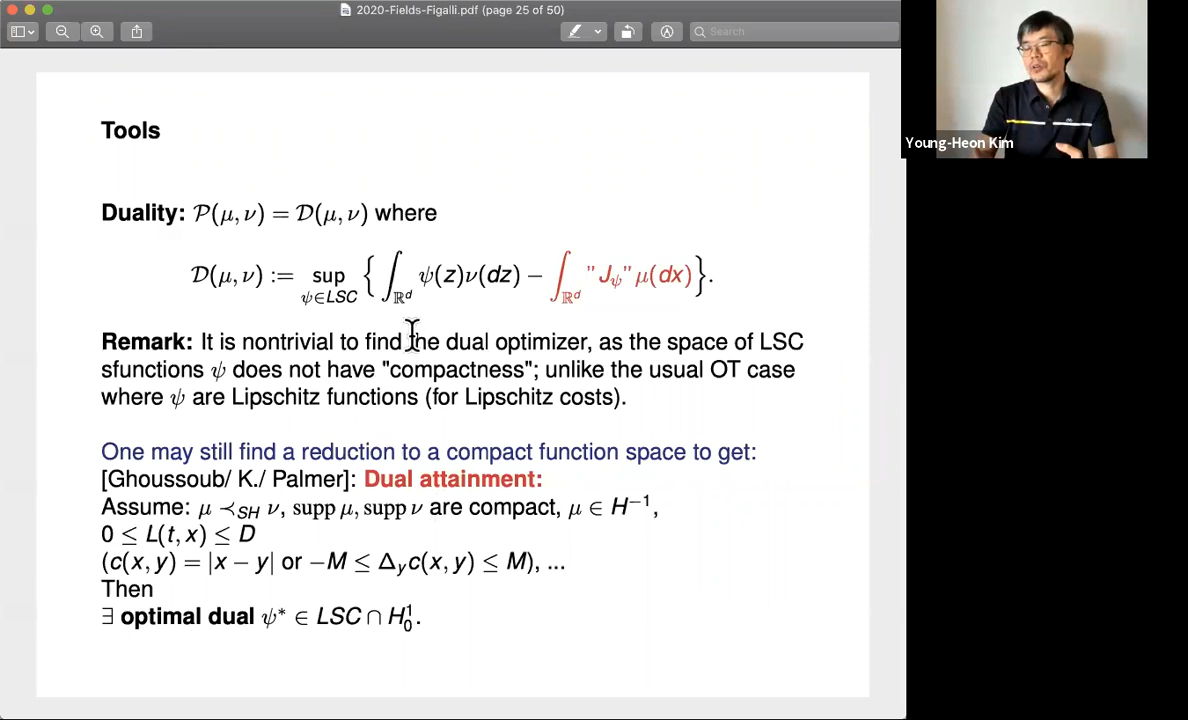 2020-Fields-Figalli.pdf (page 25 of 50)
Search
Young-Heon Kim
Tools
Duality: 𝒫(μ, ν) = 𝒟(μ, ν) where
𝒟(μ, ν) := sup_{ψ∈LSC} { ∫_{ℝ^d} ψ(z)ν(dz) − ∫_{ℝ^d} "J_ψ" μ(dx) }.
Remark: It is nontrivial to find the dual optimizer, as the space of LSC
sfunctions ψ does not have "compactness"; unlike the usual OT case
where ψ are Lipschitz functions (for Lipschitz costs).
One may still find a reduction to a compact function space to get:
[Ghoussoub/ K./ Palmer]: Dual attainment:
Assume: μ ≺_{SH} ν, supp μ, supp ν are compact, μ ∈ H^{−1},
0 ≤ L(t, x) ≤ D
(c(x, y) = |x − y| or −M ≤ Δ_y c(x, y) ≤ M), ...
Then
∃ optimal dual ψ* ∈ LSC ∩ H_0^1.